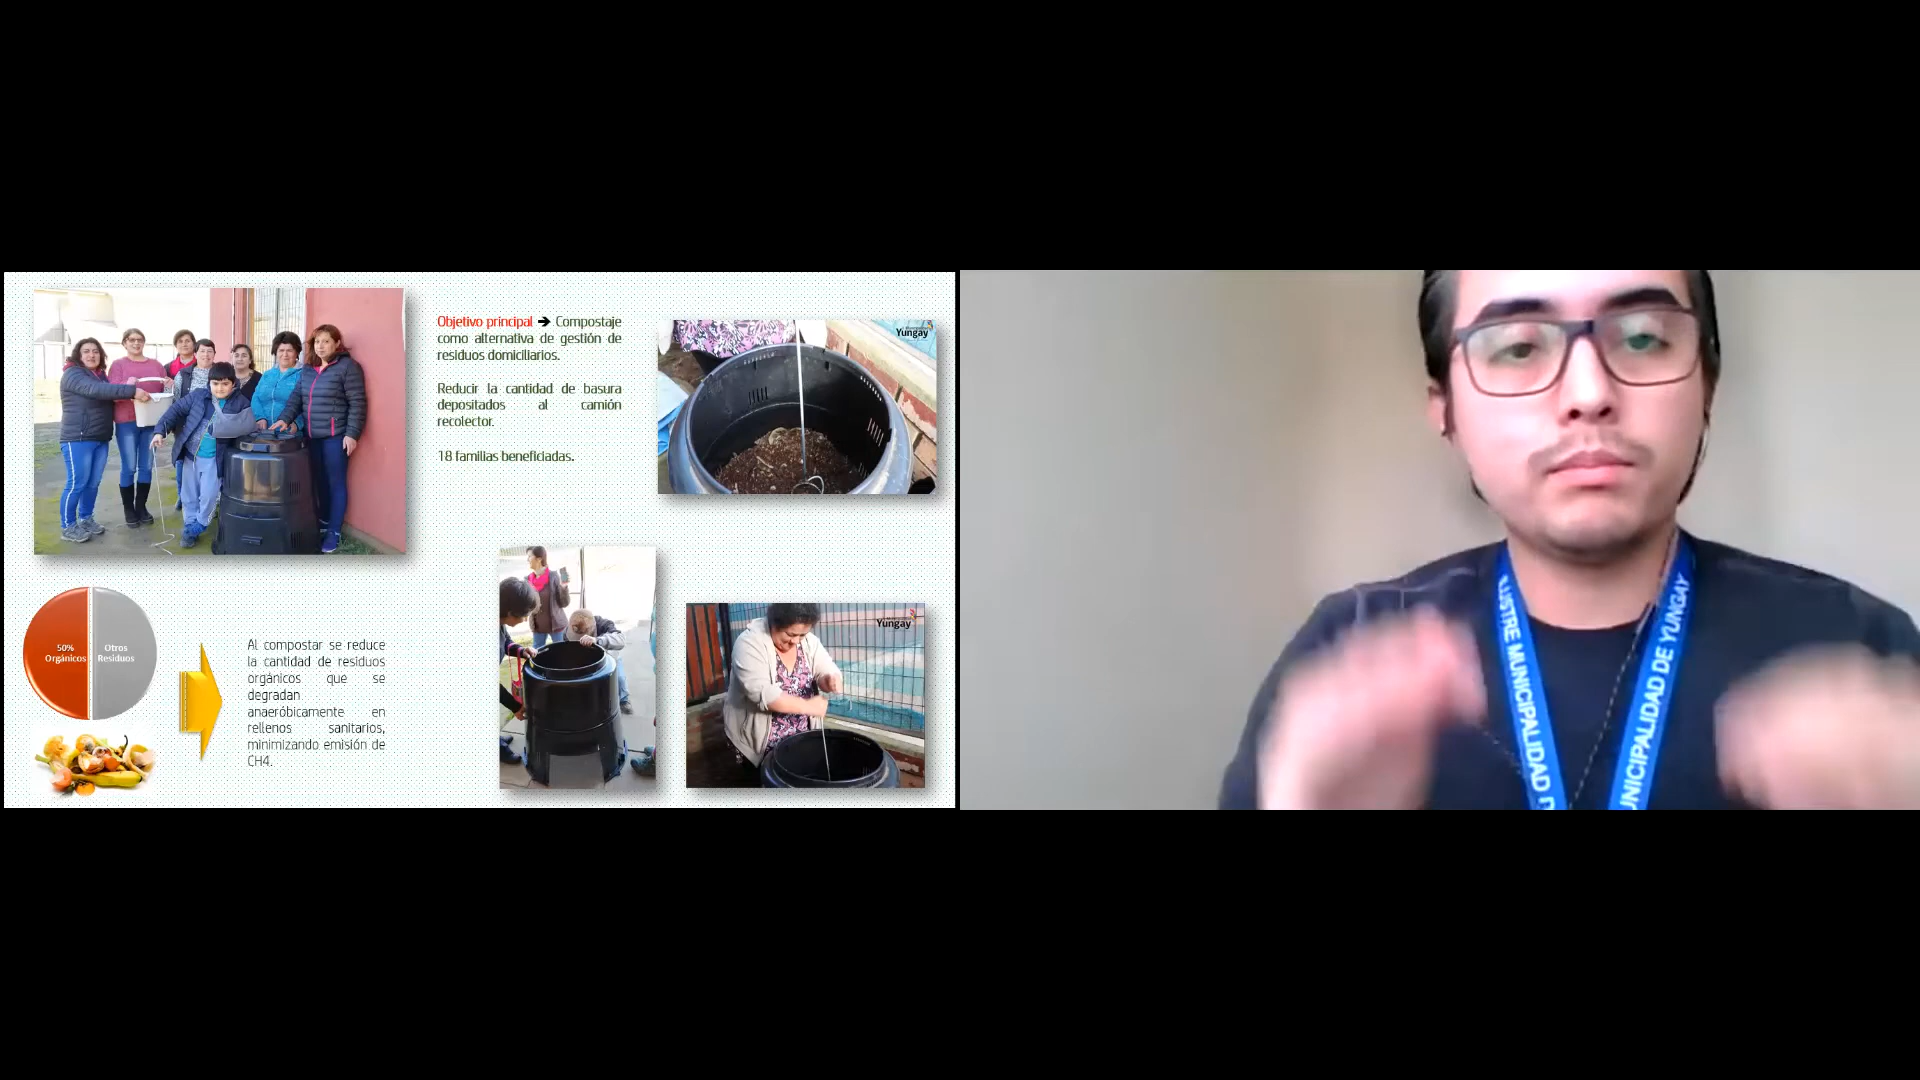 Objetivo principal → Compostaje
como alternativa de gestión de
residuos domiciliarios.
Reducir la cantidad de basura
depositados al camión
recolector.
18 familias beneficiadas.
Yungay
50%
Orgánicos
Otros
Residuos
Al compostar se reduce
la cantidad de residuos
orgánicos que se
degradan
anaeróbicamente en
rellenos sanitarios,
minimizando emisión de
CH4.
Yungay
ILUSTRE MUNICIPALIDAD D
UNICIPALIDAD DE YUNGAY